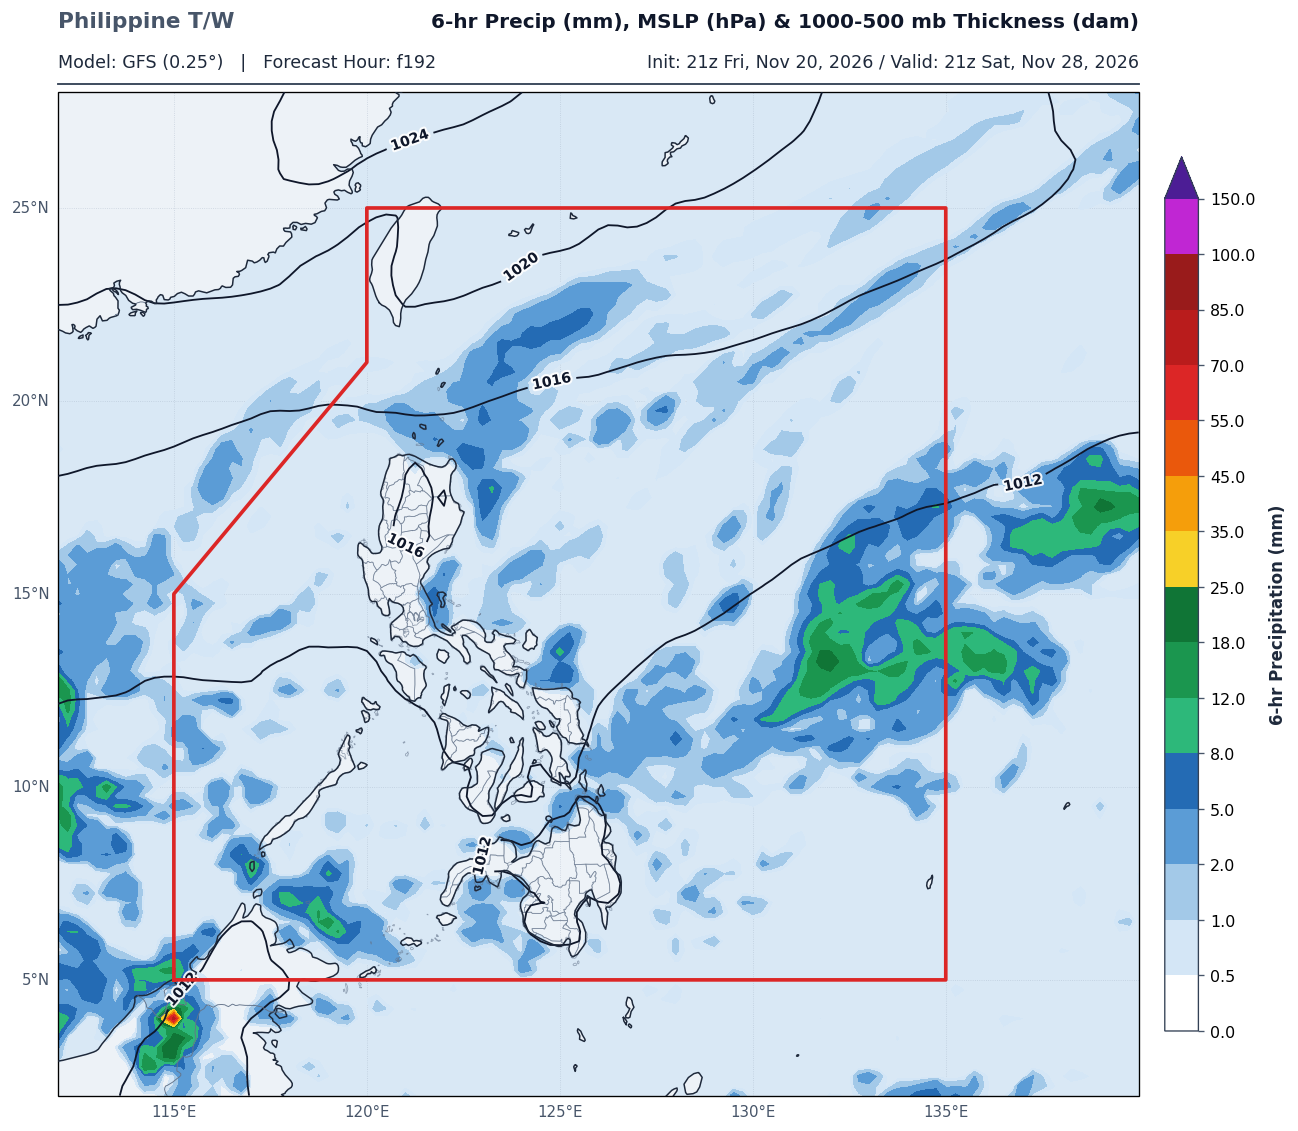 Philippine T/W
6-hr Precip (mm), MSLP (hPa) & 1000-500 mb Thickness (dam)
Model: GFS (0.25°) | Forecast Hour: f192
Init: 21z Fri, Nov 20, 2026 / Valid: 21z Sat, Nov 28, 2026
1024
1020
1016
1016
1012
1012
1012
25°N
20°N
15°N
10°N
5°N
115°E
120°E
125°E
130°E
135°E
150.0
100.0
85.0
70.0
55.0
45.0
35.0
25.0
18.0
12.0
8.0
5.0
2.0
1.0
0.5
0.0
6-hr Precipitation (mm)